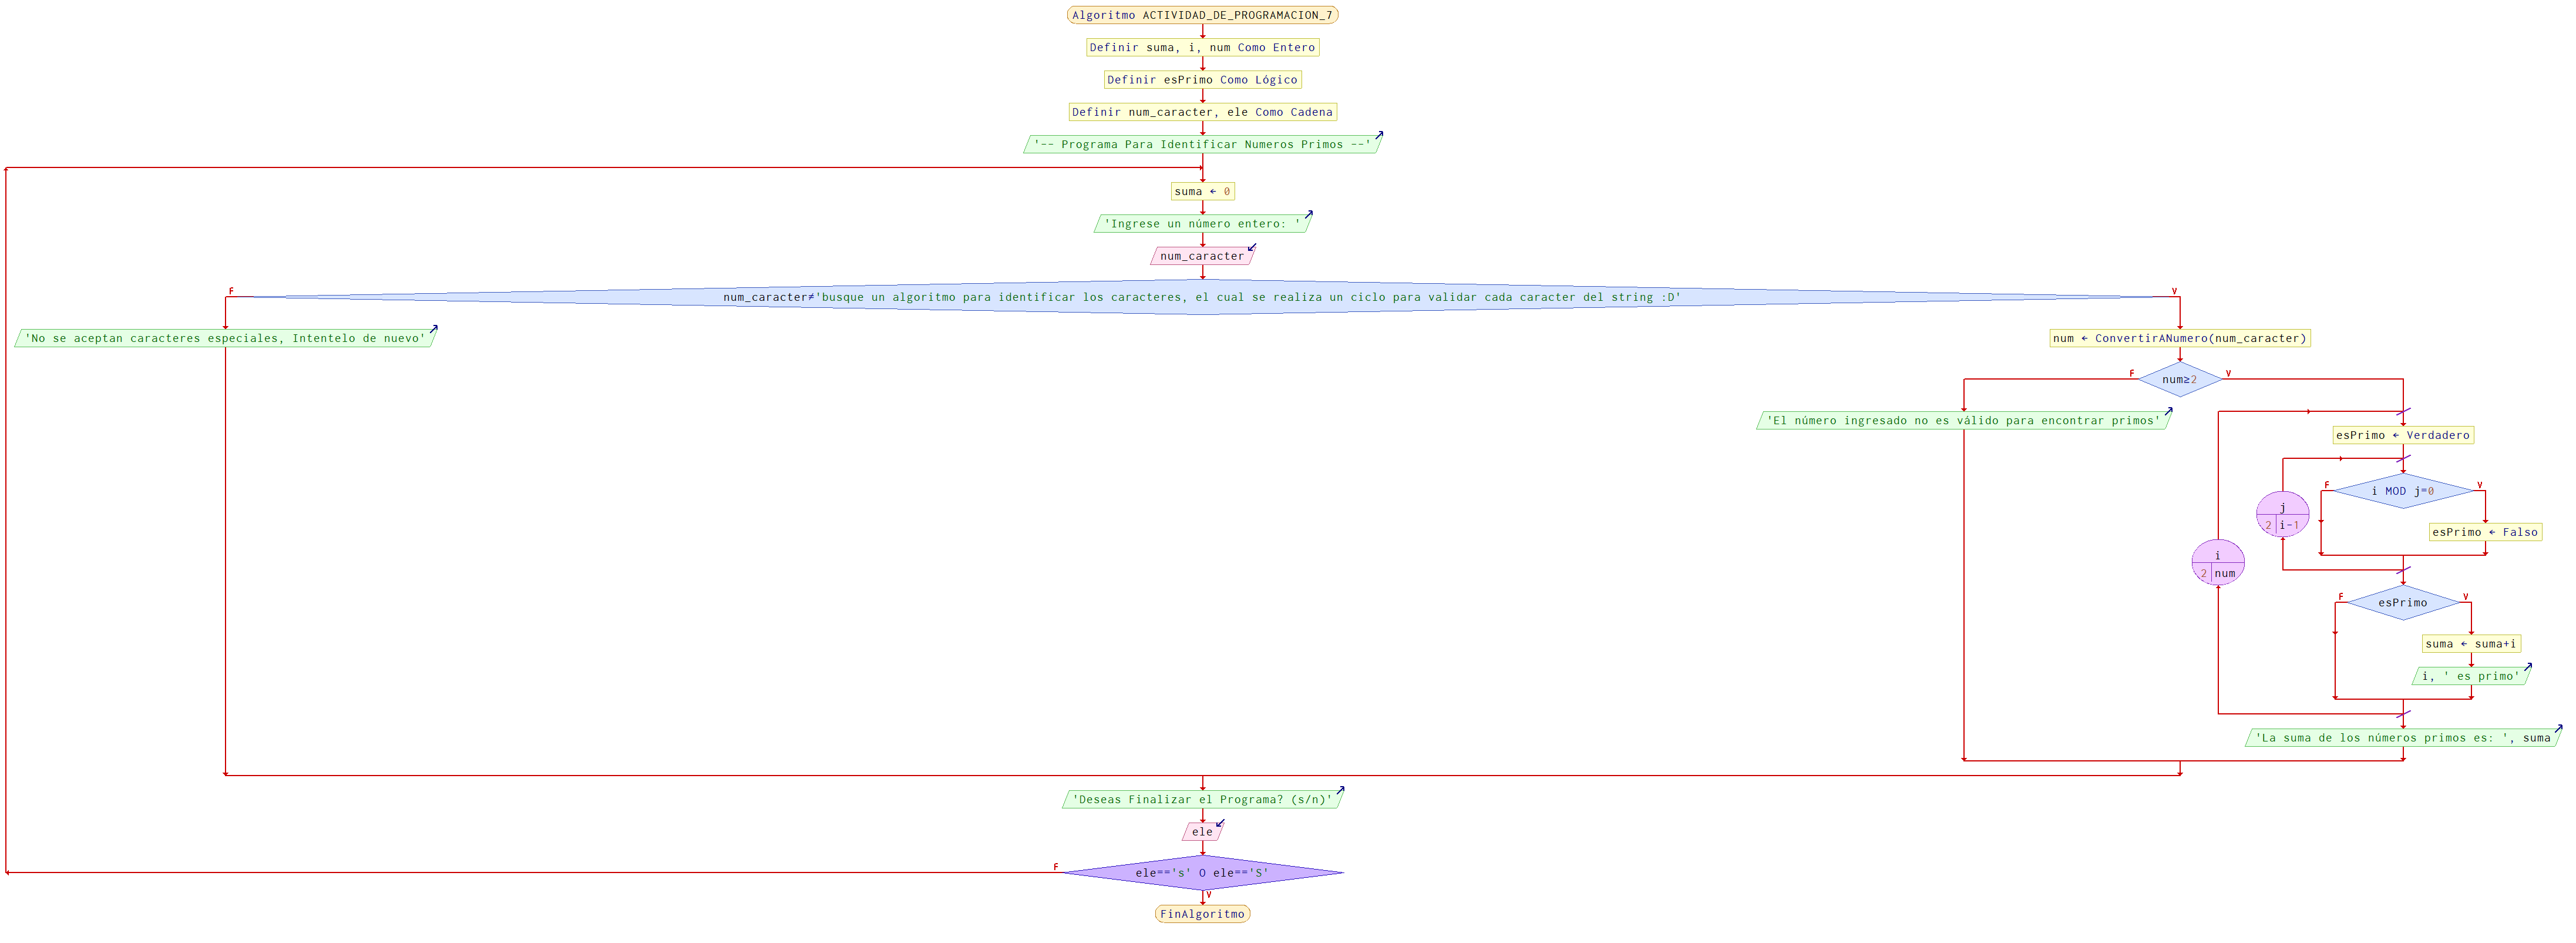 Algoritmo ACTIVIDAD_DE_PROGRAMACION_7
Definir suma, i, num Como Entero
Definir esPrimo Como Lógico
Definir num_caracter, ele Como Cadena
'-- Programa Para Identificar Numeros Primos --'
suma ← 0
'Ingrese un número entero: '
num_caracter
num_caracter≠'busque un algoritmo para identificar los caracteres, el cual se realiza un ciclo para validar cada caracter del string :D'
F
V
'No se aceptan caracteres especiales, Intentelo de nuevo'
num ← ConvertirANumero(num_caracter)
num≥2
F
V
'El número ingresado no es válido para encontrar primos'
i
2 num
esPrimo ← Verdadero
j
2 i-1
i MOD j=0
F
V
esPrimo ← Falso
esPrimo
F
V
suma ← suma+i
i, ' es primo'
'La suma de los números primos es: ', suma
'Deseas Finalizar el Programa? (s/n)'
ele
ele=='s' O ele=='S'
F
V
FinAlgoritmo